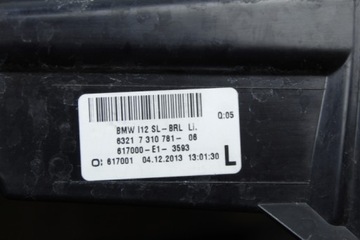 Q:05
BMW I12 SL-BRL Li.
6321 7 310 781- 06
617000-E1- 3593
O: 617001 04.12.2013 13:01:30 L